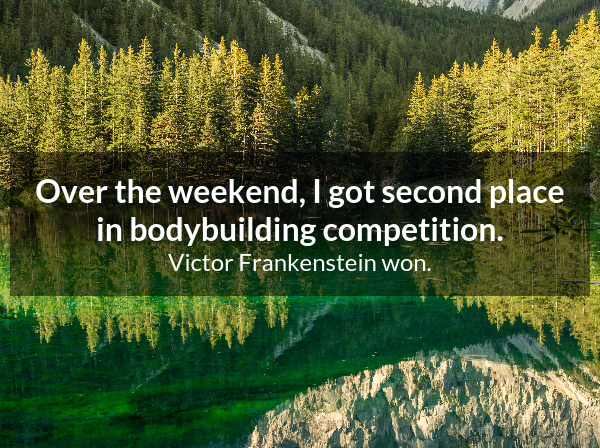 Over the weekend, I got second place
in bodybuilding competition.
Victor Frankenstein won.